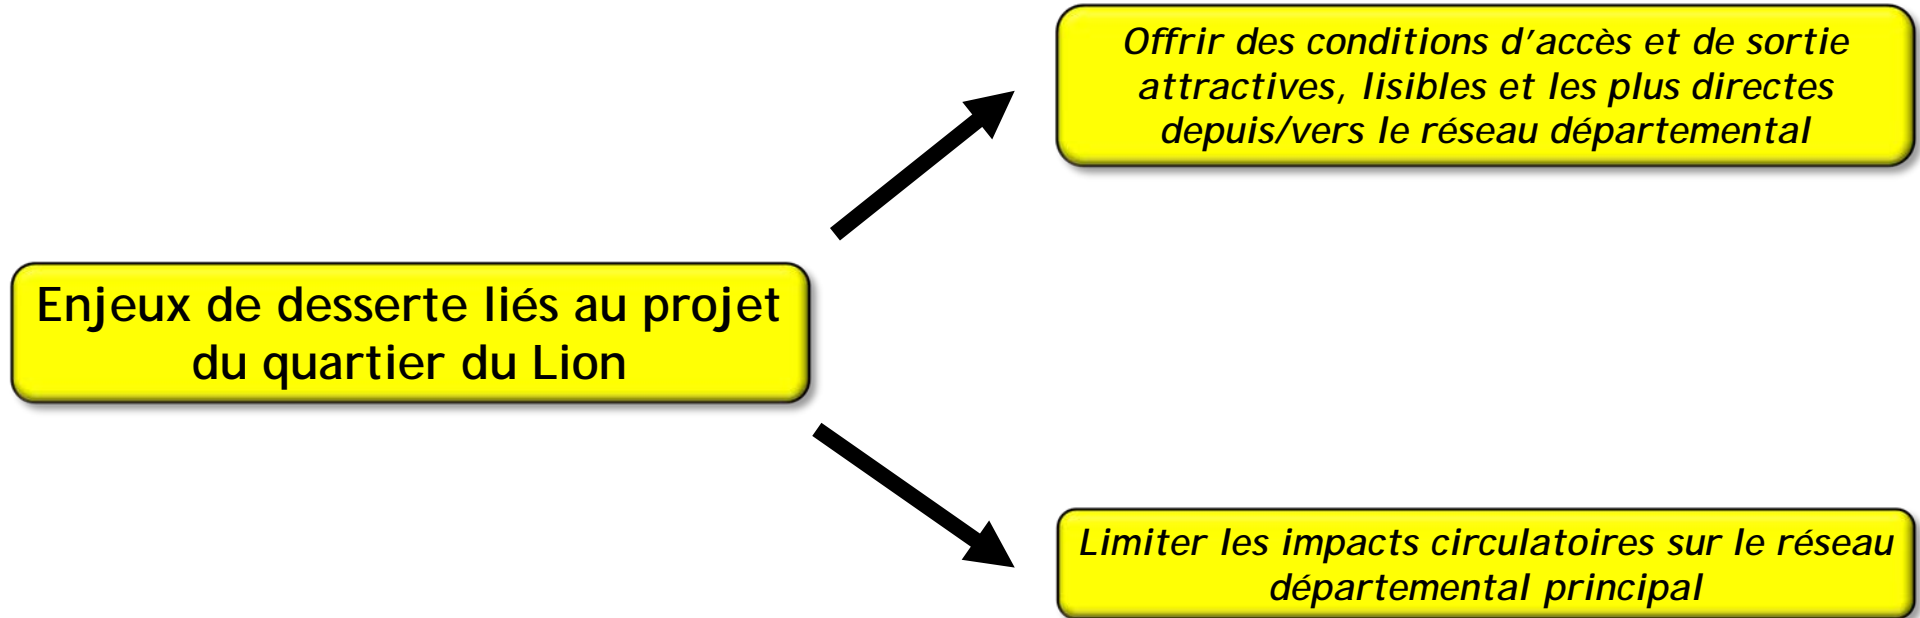 Offrir des conditions d’accès et de sortie
attractives, lisibles et les plus directes
depuis/vers le réseau départemental
Enjeux de desserte liés au projet
du quartier du Lion
Limiter les impacts circulatoires sur le réseau
départemental principal